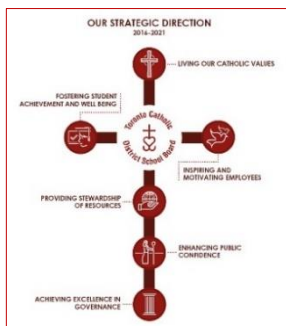 OUR STRATEGIC DIRECTION
2016-2021
LIVING OUR CATHOLIC VALUES
FOSTERING STUDENT
ACHIEVEMENT AND WELL BEING
Toronto Catholic
District School Board
INSPIRING AND
MOTIVATING EMPLOYEES
PROVIDING STEWARDSHIP
OF RESOURCES
ENHANCING PUBLIC
CONFIDENCE
ACHIEVING EXCELLENCE IN
GOVERNANCE